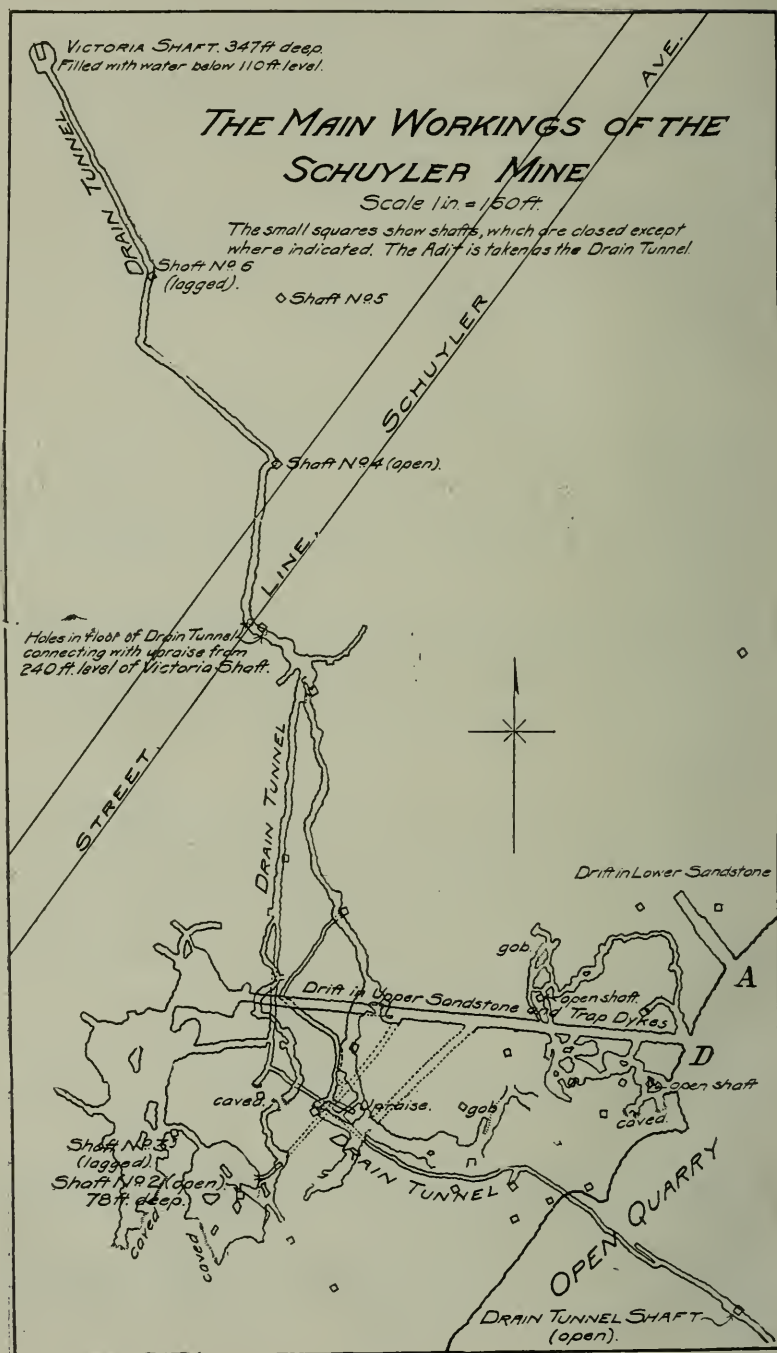 VICTORIA SHAFT. 347ft deep.
Filled with water below 110ft level.
THE MAIN WORKINGS OF THE
SCHUYLER MINE
Scale 1in. = 160ft.
The small squares show shafts, which are closed except
where indicated. The Adit is taken as the Drain Tunnel.
DRAIN TUNNEL
Shaft Nº 6
(lagged).
Shaft Nº 5
Shaft Nº 4 (open).
STREET LINE, SCHUYLER AVE.
Holes in floor of Drain Tunnel
connecting with upraise from
240 ft. level of Victoria Shaft.
DRAIN TUNNEL
Drift in Lower Sandstone
A
gob.
open shaft.
Drift in Upper Sandstone and Trap Dykes
D
open shaft
caved.
caved.
Upraise.
gob
Shaft Nº 3
(lagged).
Shaft Nº 2 (open)
78 ft. deep.
caved
caved
DRAIN TUNNEL
OPEN QUARRY
DRAIN TUNNEL SHAFT
(open).